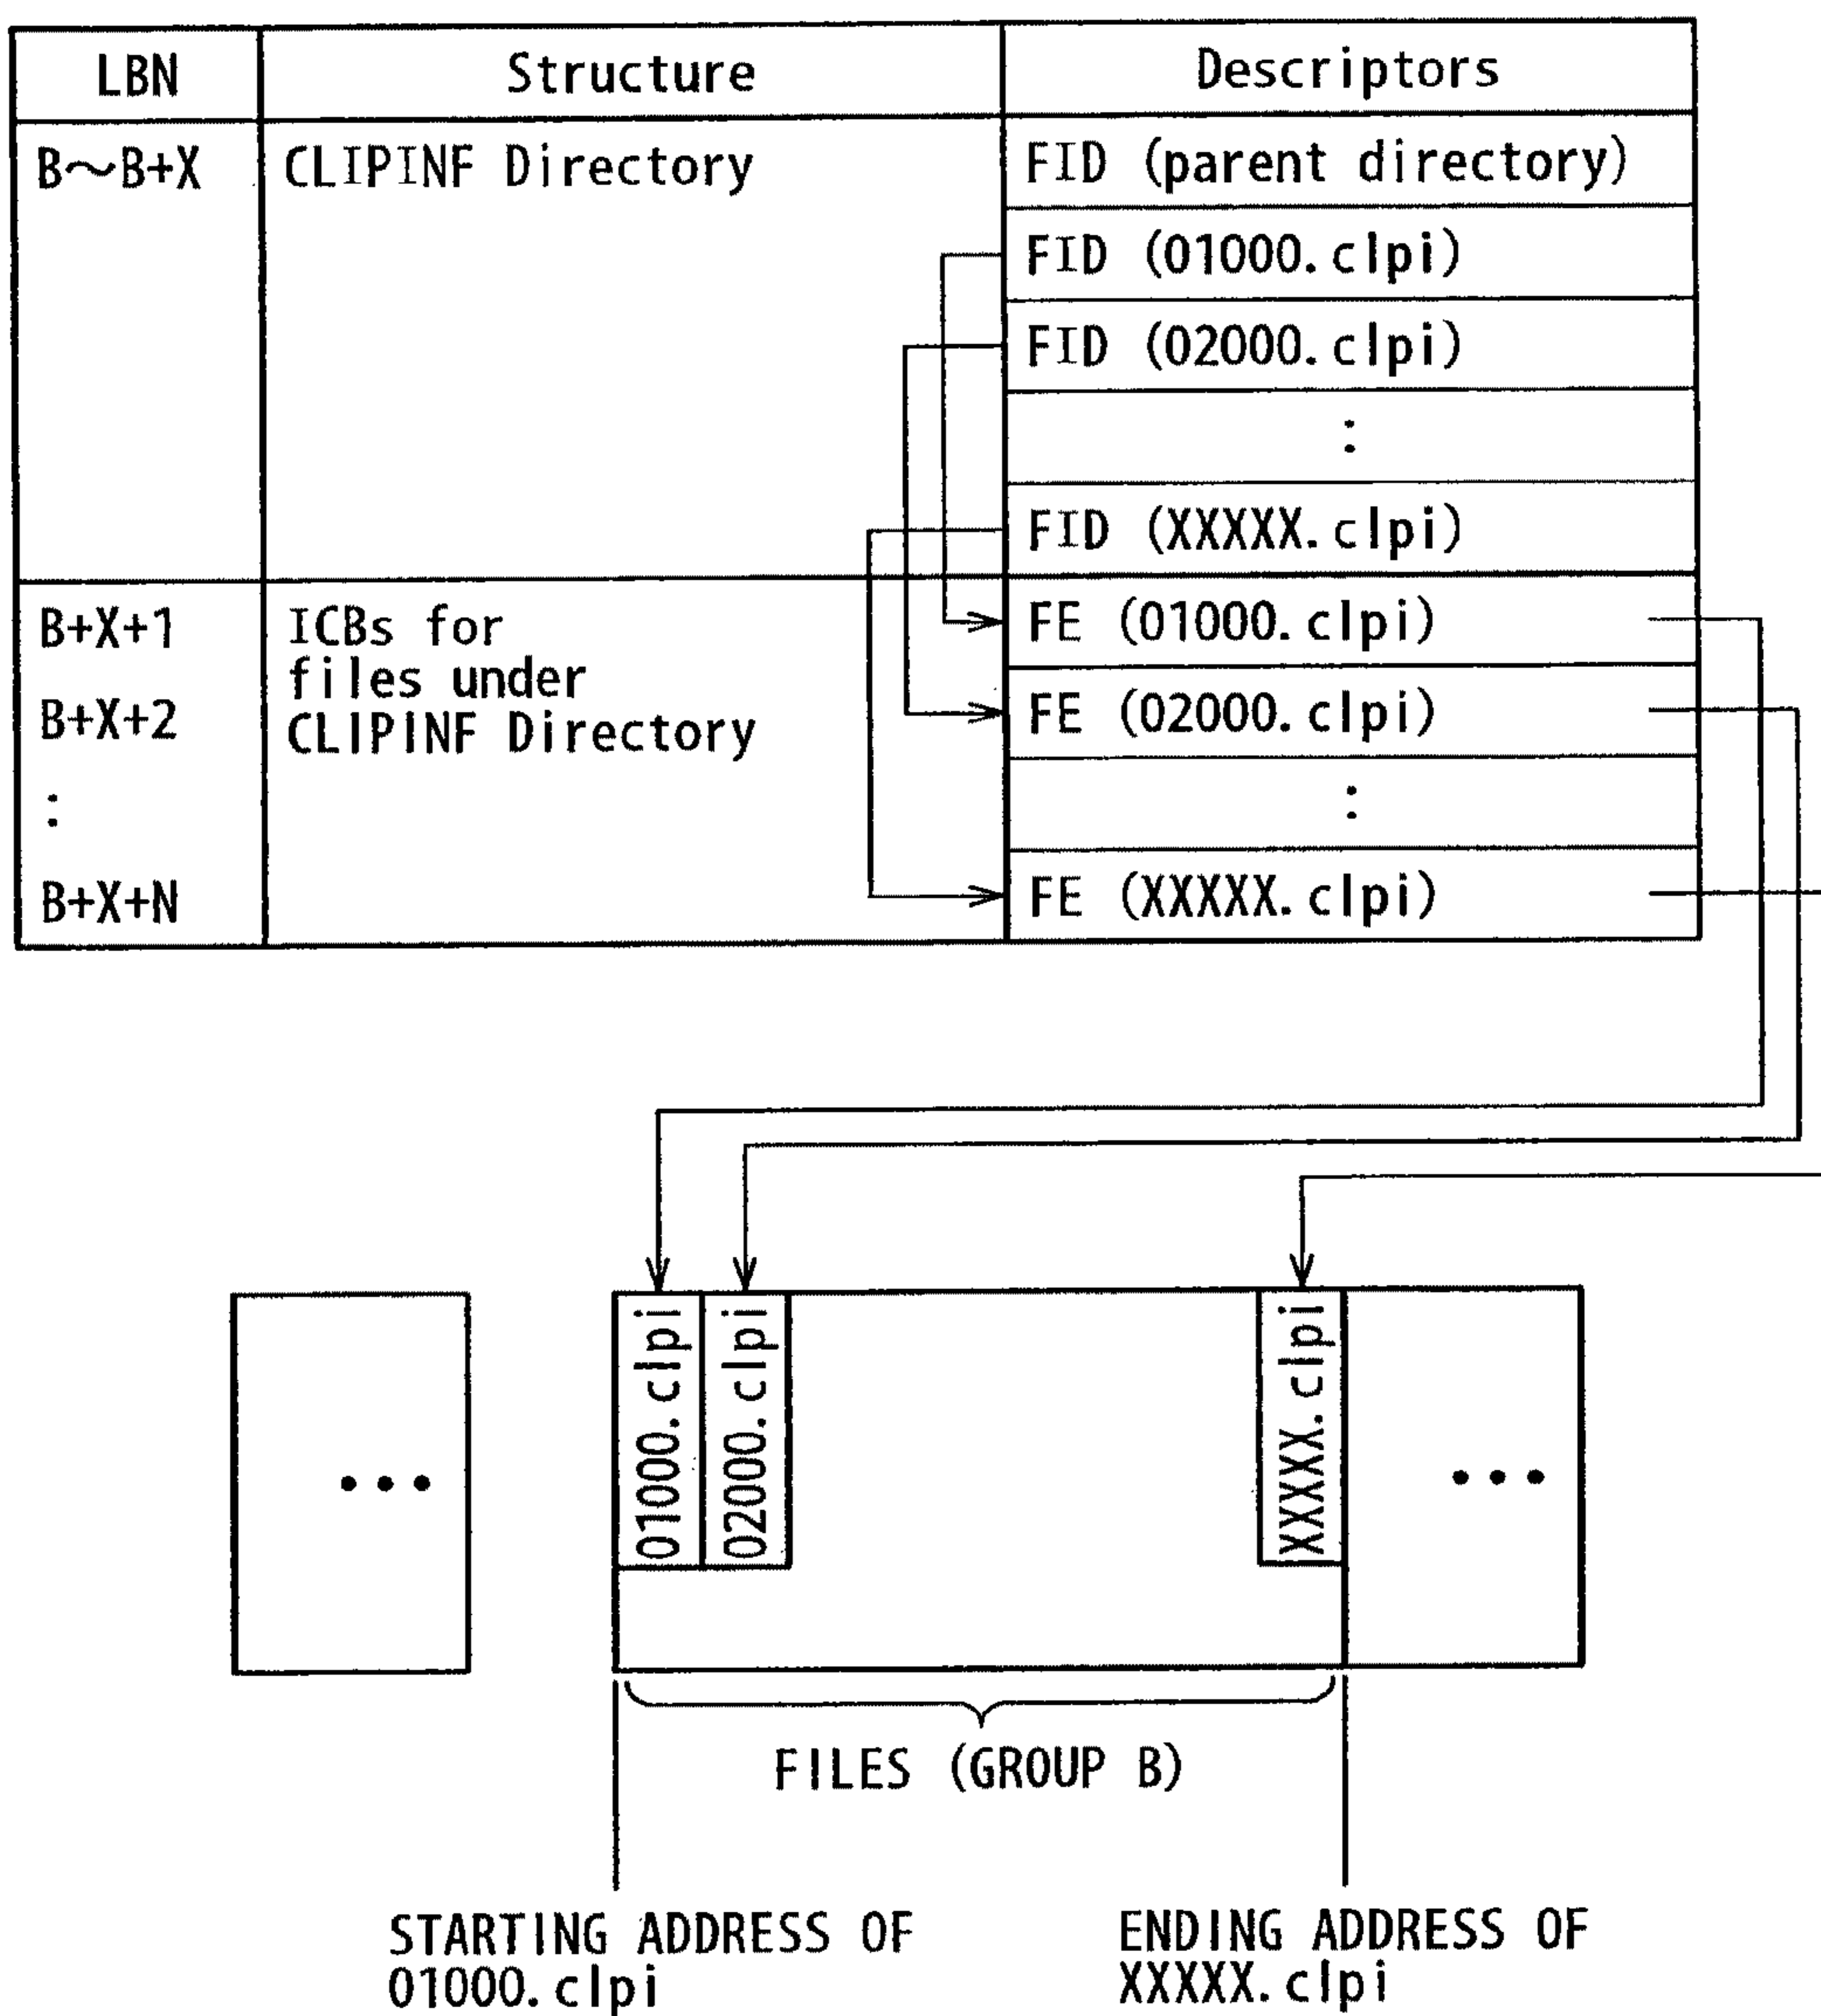 LBN Structure Descriptors
B～B+X CLIPINF Directory FID (parent directory)
FID (01000.clpi)
FID (02000.clpi)
:
FID (XXXXX.clpi)
B+X+1 ICBs for FE (01000.clpi)
files under
B+X+2 CLIPINF Directory FE (02000.clpi)
: :
B+X+N FE (XXXXX.clpi)
01000.clpi
02000.clpi
XXXXX.clpi
•••
•••
FILES (GROUP B)
STARTING ADDRESS OF
01000.clpi
ENDING ADDRESS OF
XXXXX.clpi